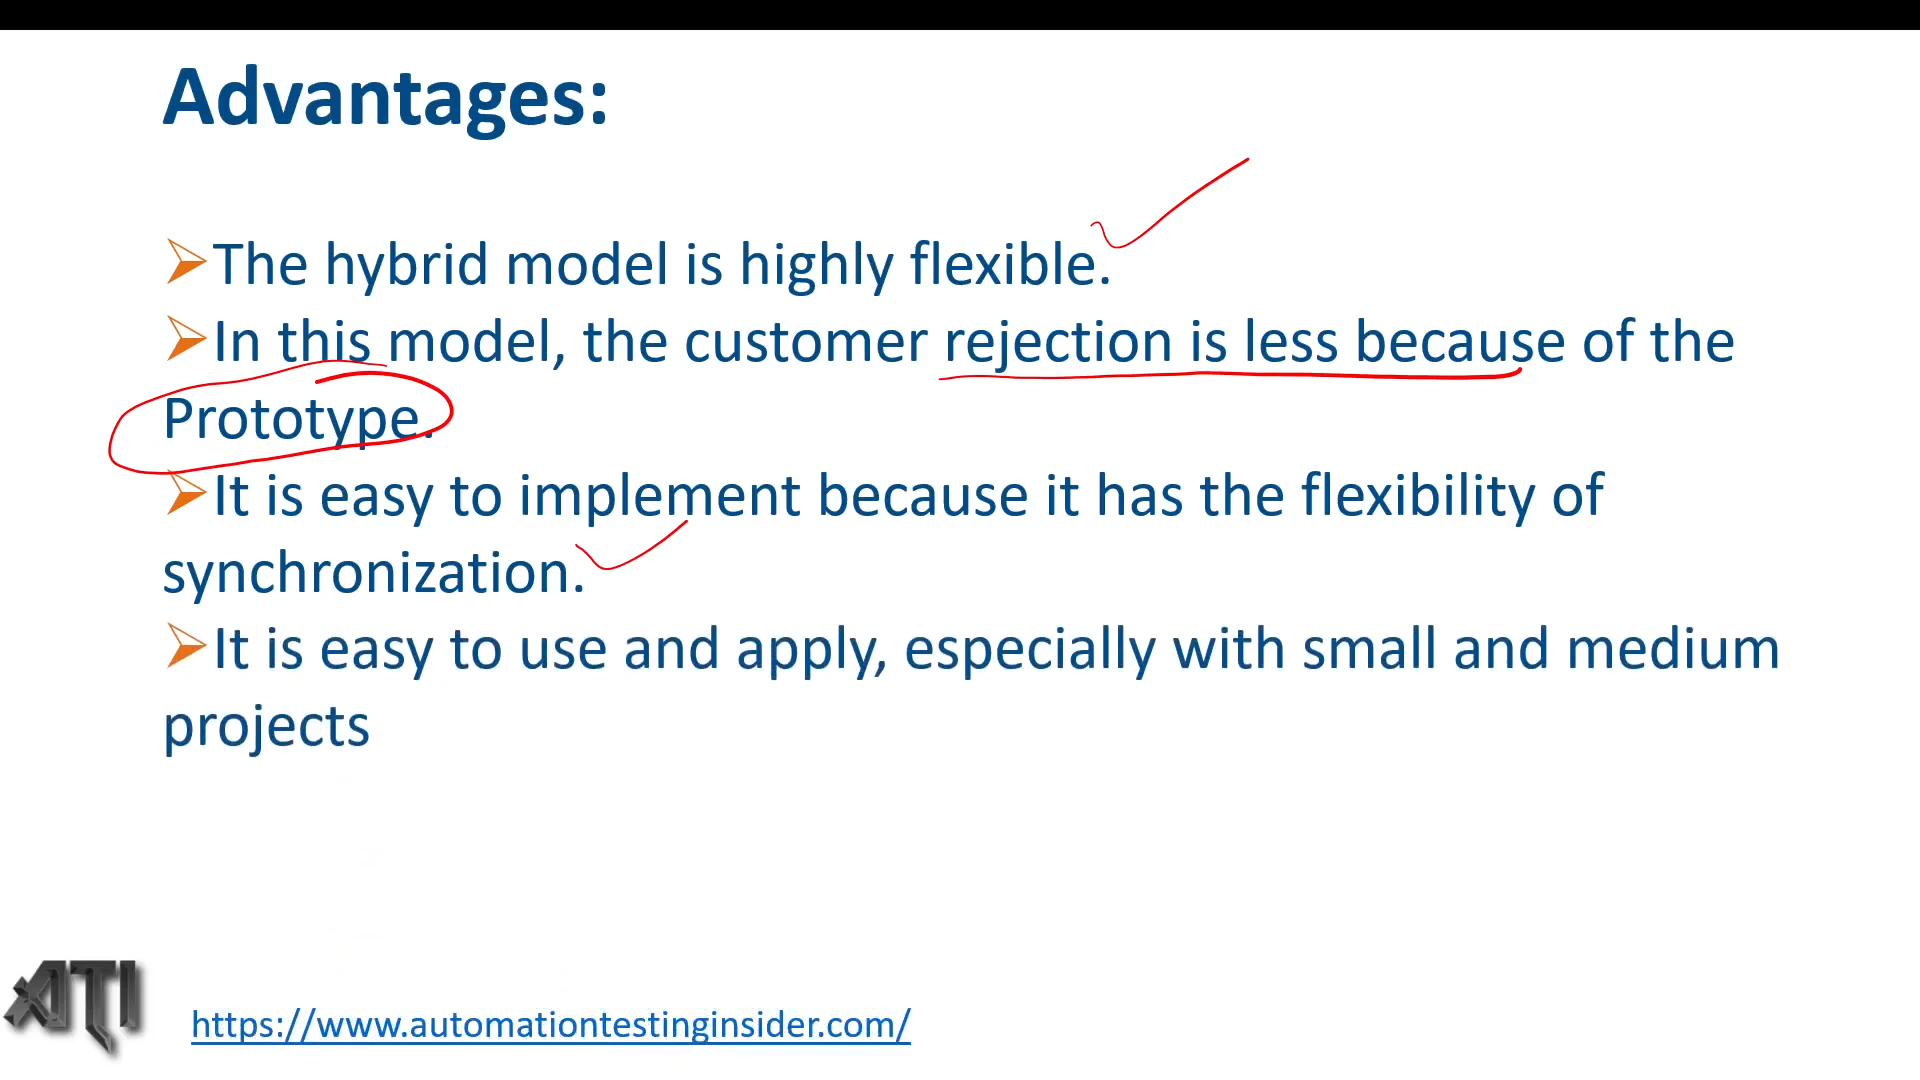 Advantages:
The hybrid model is highly flexible.
In this model, the customer rejection is less because of the
Prototype.
It is easy to implement because it has the flexibility of
synchronization.
It is easy to use and apply, especially with small and medium
projects
ATI
https://www.automationtestinginsider.com/